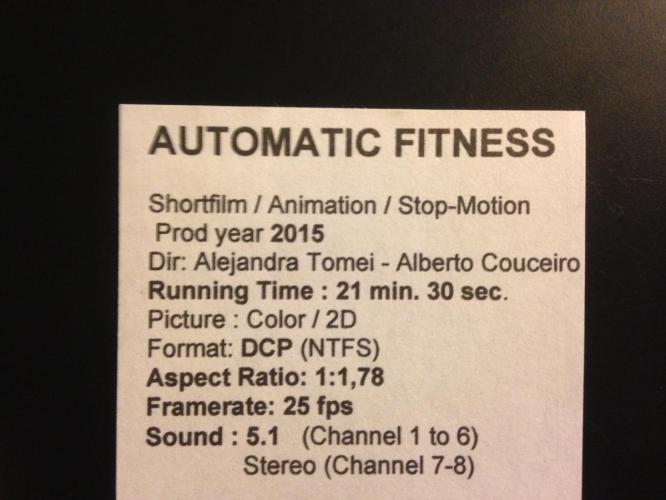 AUTOMATIC FITNESS
Shortfilm / Animation / Stop-Motion
Prod year 2015
Dir: Alejandra Tomei - Alberto Couceiro
Running Time : 21 min. 30 sec.
Picture : Color / 2D
Format: DCP (NTFS)
Aspect Ratio: 1:1,78
Framerate: 25 fps
Sound : 5.1 (Channel 1 to 6)
Stereo (Channel 7-8)